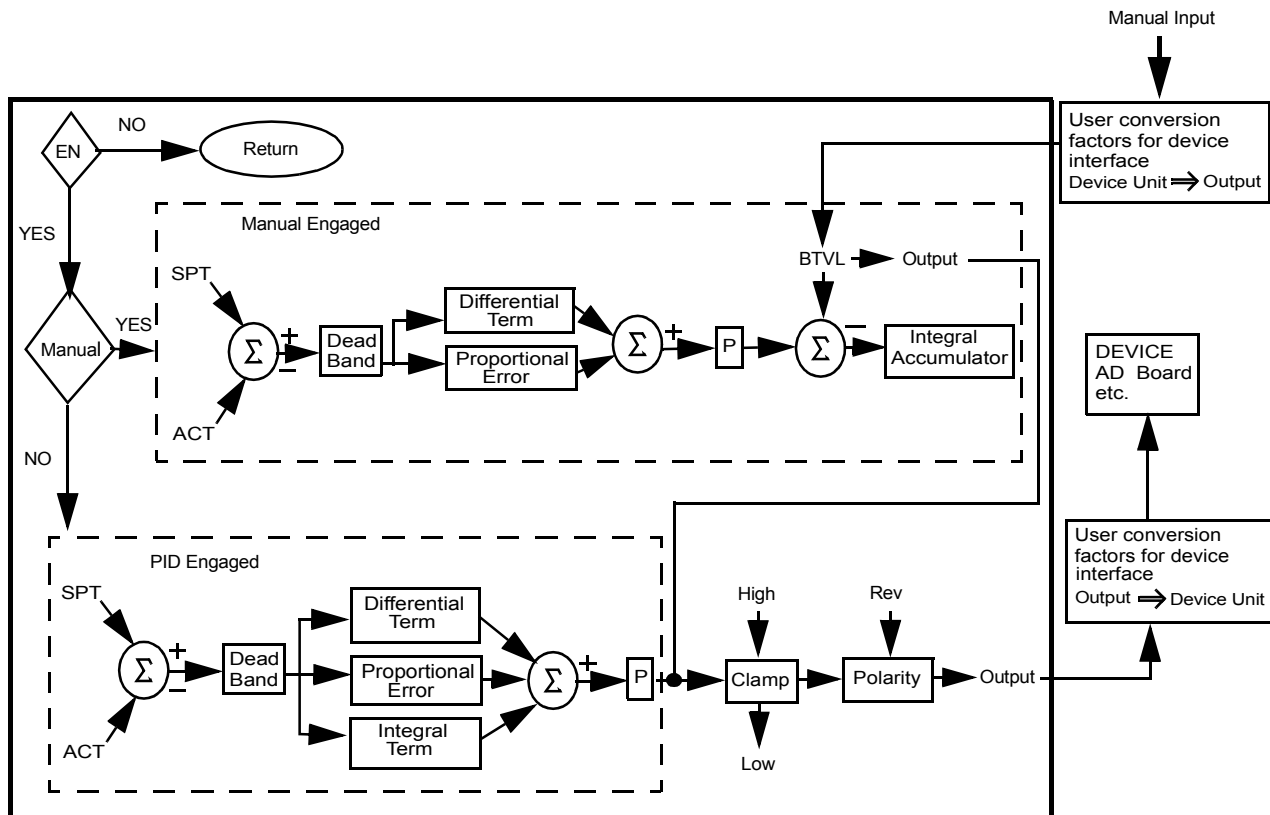 Manual Input
User conversion
factors for device
interface
Device Unit ⇒ Output
EN
NO
Return
YES
Manual Engaged
SPT
ACT
Σ
+
−
Dead
Band
Differential
Term
Proportional
Error
Σ
+
P
BTVL
Output
Σ
−
Integral
Accumulator
Manual
YES
NO
DEVICE
AD Board
etc.
User conversion
factors for device
interface
Output ⇒ Device Unit
PID Engaged
SPT
ACT
Σ
+
−
Dead
Band
Differential
Term
Proportional
Error
Integral
Term
Σ
+
P
High
Clamp
Low
Rev
Polarity
Output